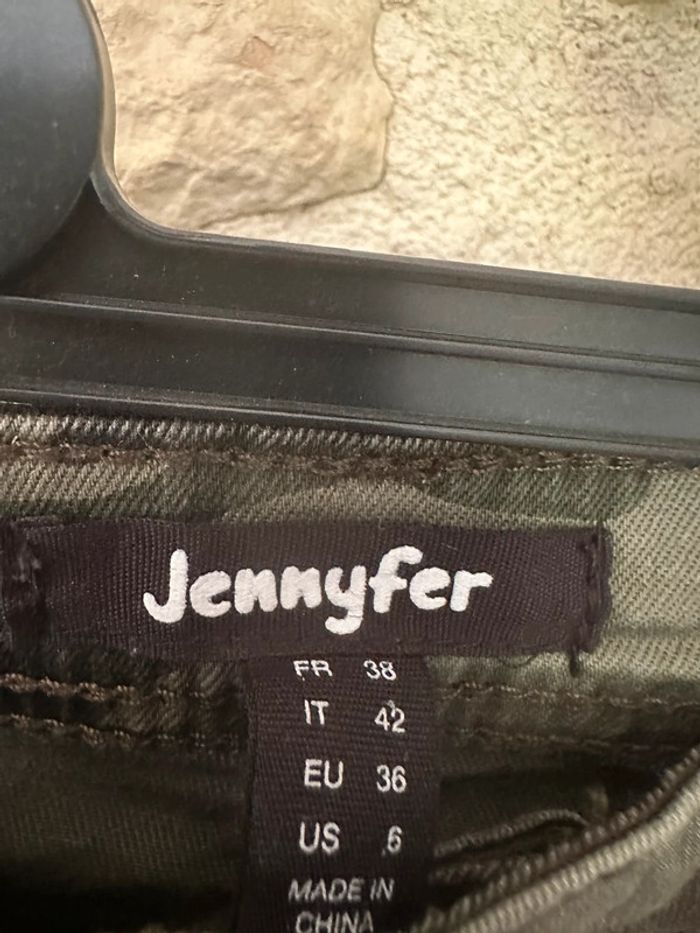 Jennyfer
FR 38
IT 42
EU 36
US 6
MADE IN
CHINA